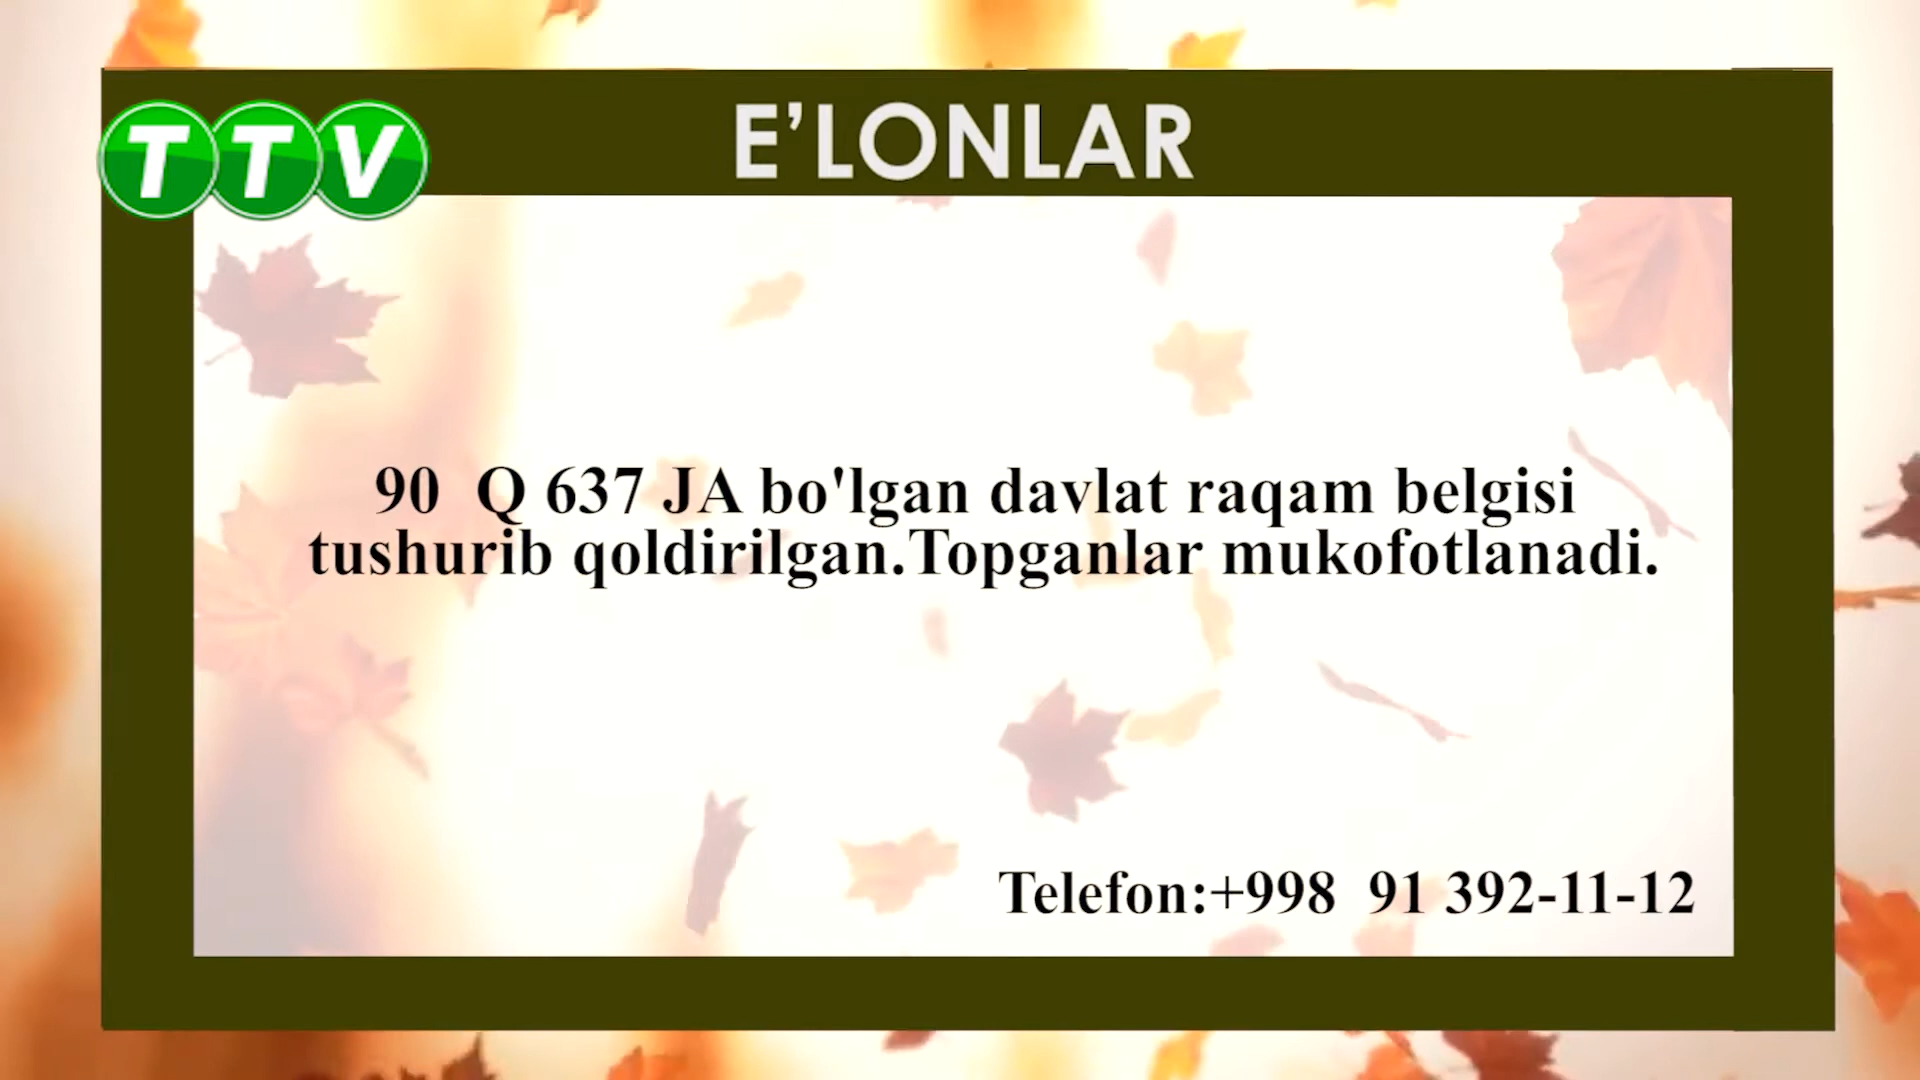 TTV
E’LONLAR
90 Q 637 JA bo'lgan davlat raqam belgisi
tushurib qoldirilgan.Topganlar mukofotlanadi.
Telefon:+998 91 392-11-12